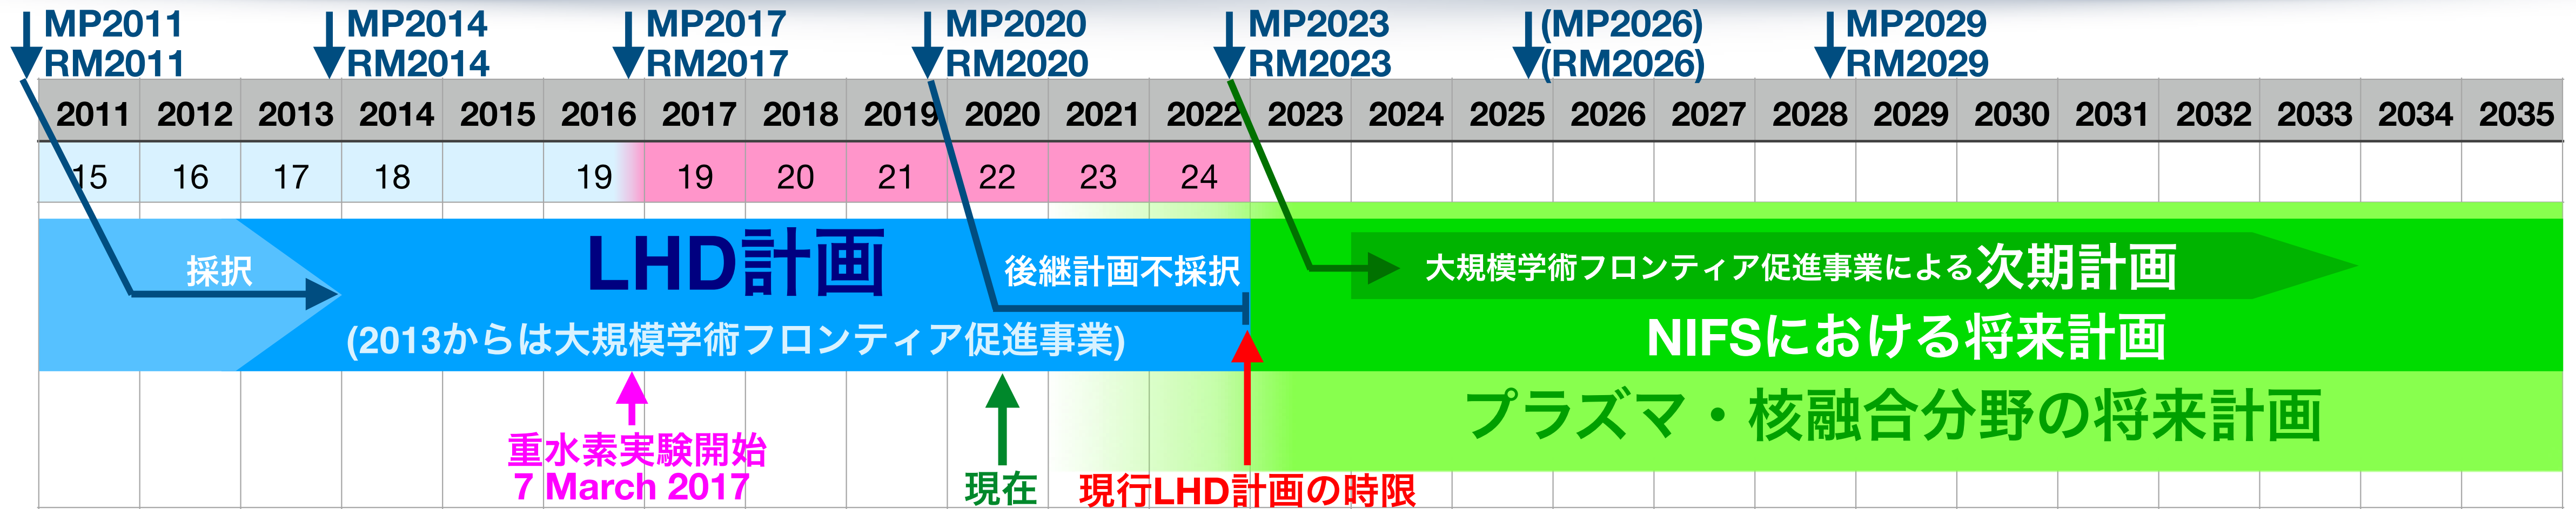 MP2011 MP2014 MP2017 MP2020 MP2023 (MP2026) MP2029
RM2011 RM2014 RM2017 RM2020 RM2023 (RM2026) RM2029
2011 2012 2013 2014 2015 2016 2017 2018 2019 2020 2021 2022 2023 2024 2025 2026 2027 2028 2029 2030 2031 2032 2033 2034 2035
15 16 17 18 19 19 20 21 22 23 24
採択
LHD計画
(2013からは大規模学術フロンティア促進事業)
後継計画不採択
大規模学術フロンティア促進事業による次期計画
NIFSにおける将来計画
プラズマ・核融合分野の将来計画
重水素実験開始
7 March 2017
現在
現行LHD計画の時限